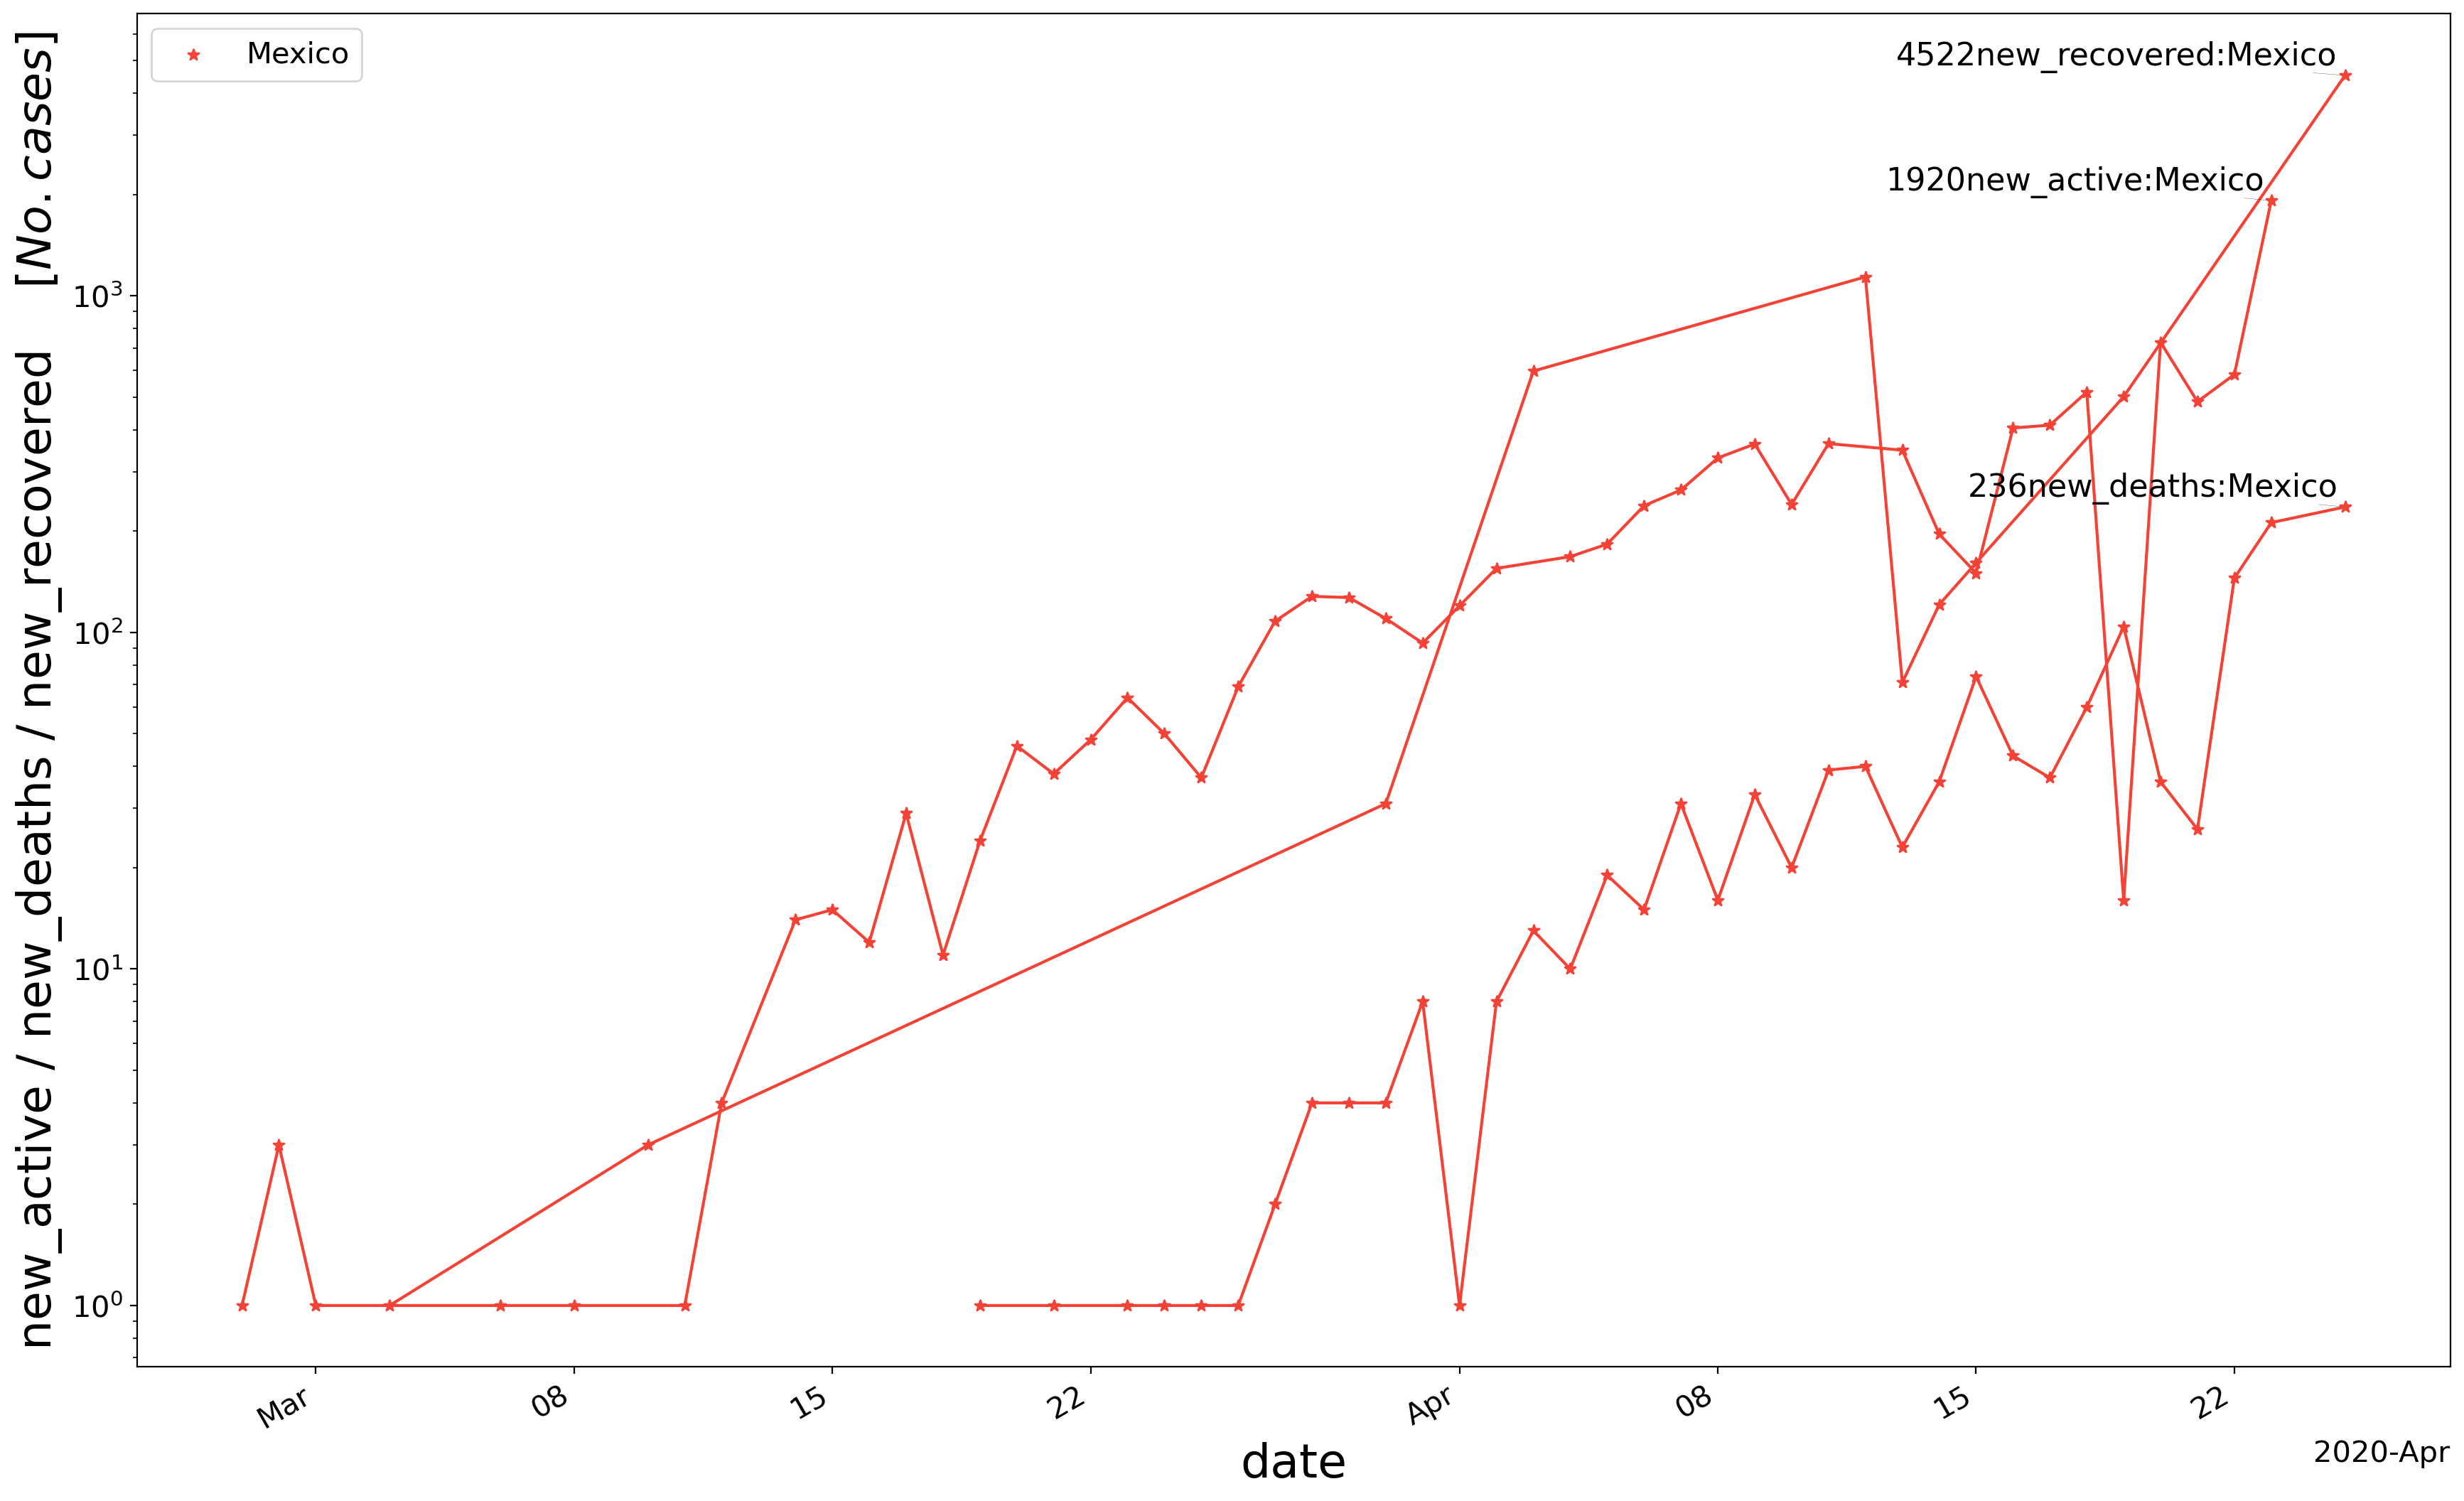 Mexico
4522new_recovered:Mexico
1920new_active:Mexico
236new_deaths:Mexico
new_active / new_deaths / new_recovered [No. cases]
10³
10²
10¹
10⁰
Mar
08
15
22
Apr
08
15
22
date
2020-Apr